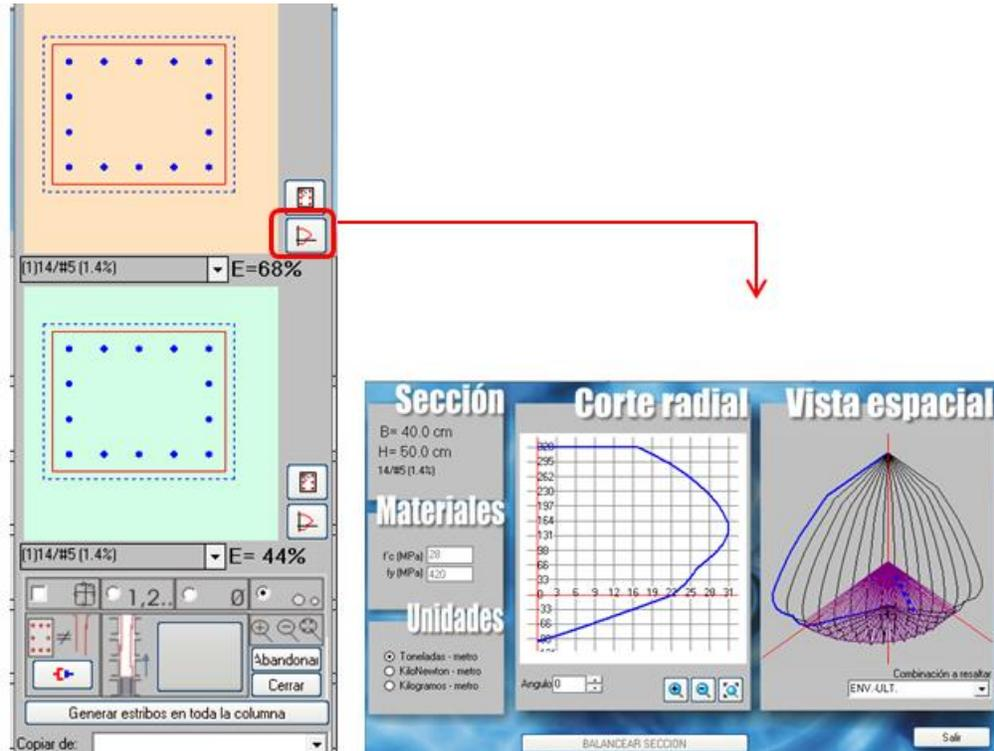 (1)14/#5 (1.4%)
E=68%
(1)14/#5 (1.4%)
E= 44%
1,2..
Ø
Abandonar
Cerrar
Generar estribos en toda la columna
Copiar de:
Sección
B= 40.0 cm
H= 50.0 cm
14/#5 (1.4%)
Materiales
f'c (MPa) 28
fy (MPa) 420
Unidades
Toneladas - metro
KiloNewton - metro
Kilogramos - metro
Corte radial
328
295
262
230
197
164
131
98
66
33
0 3 6 9 13 16 19 22 25 28 31
33
66
98
Angulo 0
BALANCEAR SECCION
Vista espacial
Combinación a resaltar
ENV.-ULT.
Salir